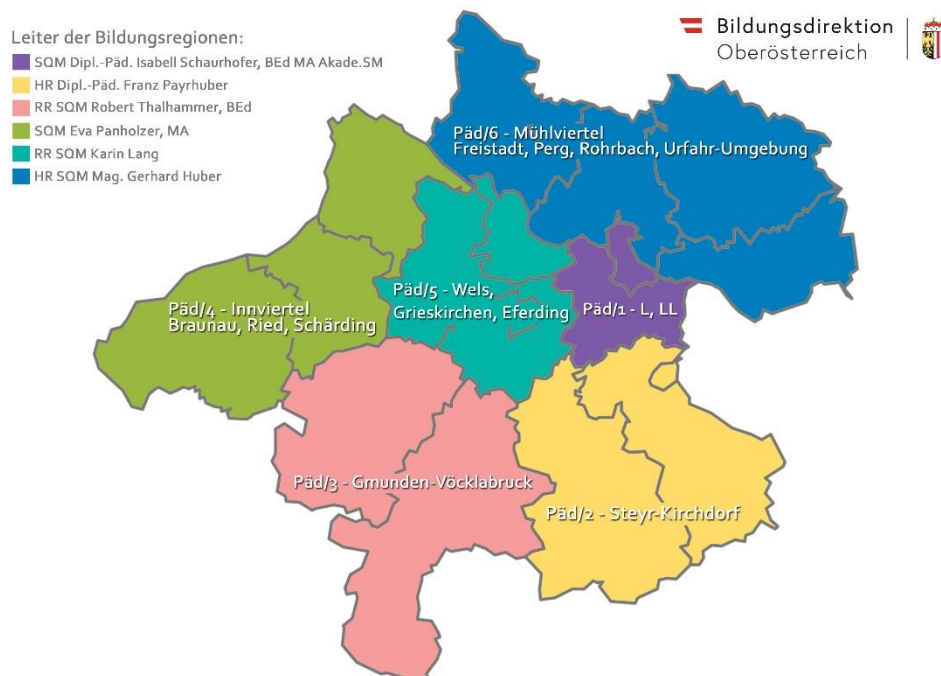 Leiter der Bildungsregionen:
SQM Dipl.-Päd. Isabell Schaurhofer, BEd MA Akade.SM
HR Dipl.-Päd. Franz Payrhuber
RR SQM Robert Thalhammer, BEd
SQM Eva Panholzer, MA
RR SQM Karin Lang
HR SQM Mag. Gerhard Huber
Bildungsdirektion
Oberösterreich
Päd/6 - Mühlviertel
Freistadt, Perg, Rohrbach, Urfahr-Umgebung
Päd/5 - Wels,
Grieskirchen, Eferding
Päd/1 - L, LL
Päd/4 - Innviertel
Braunau, Ried, Schärding
Päd/3 - Gmunden-Vöcklabruck
Päd/2 - Steyr-Kirchdorf